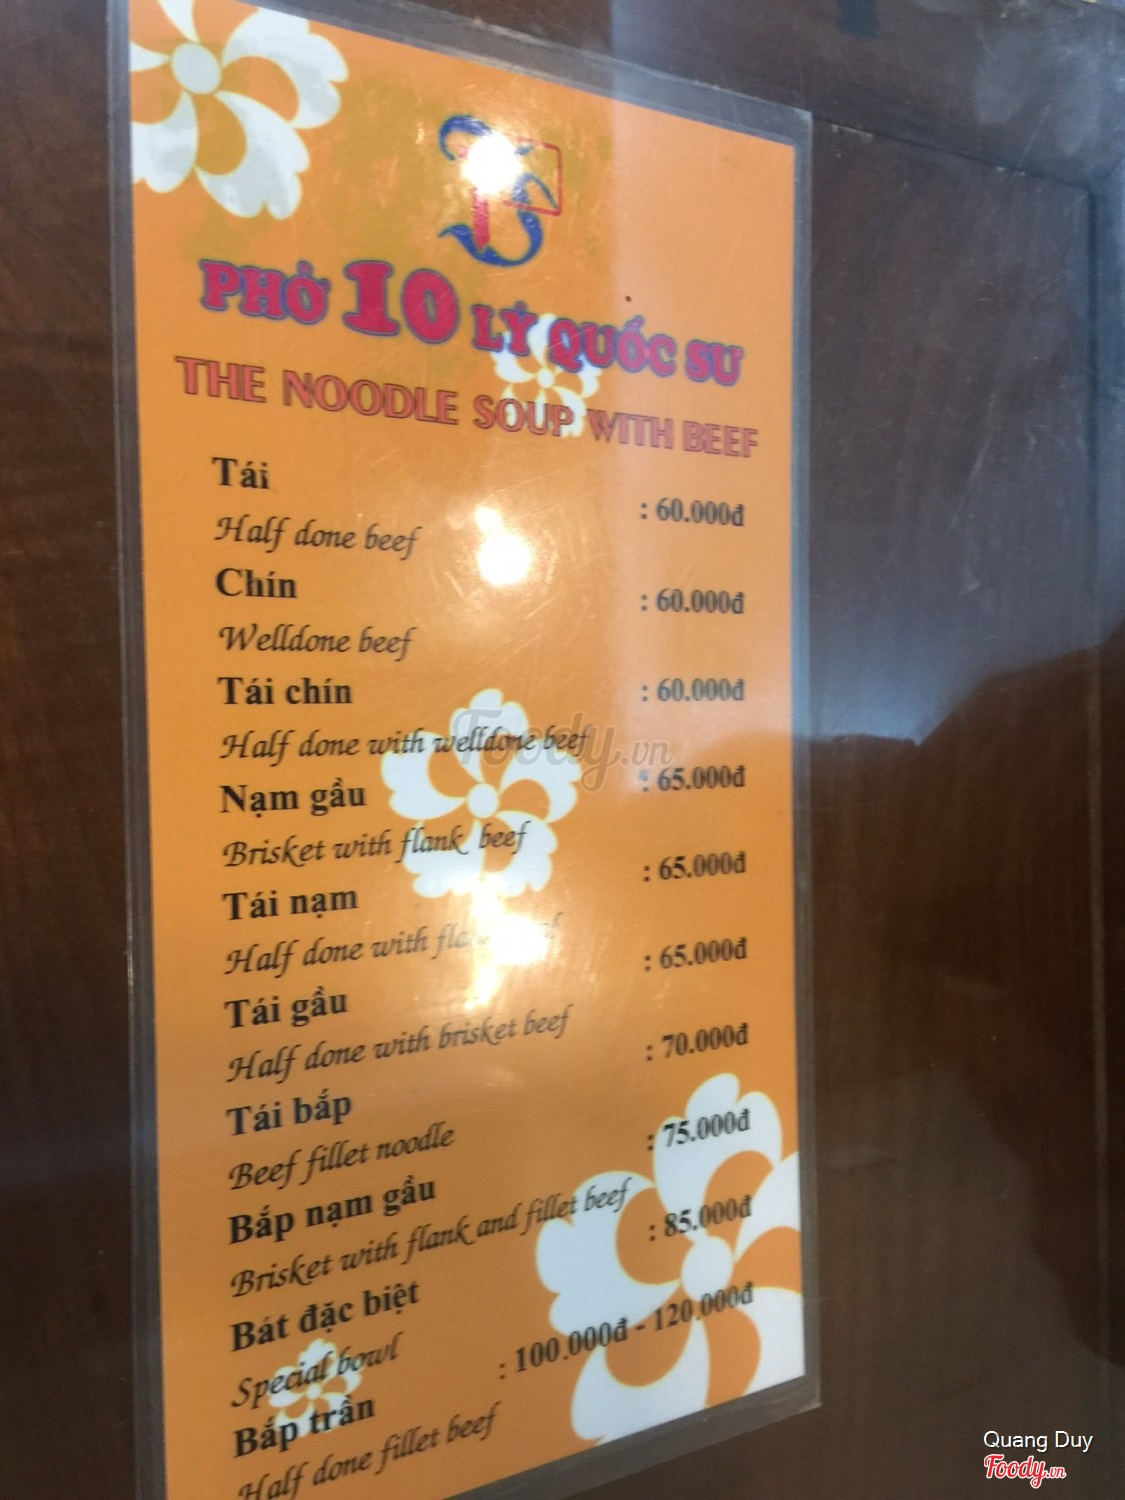 PHỞ 10 LÝ QUỐC SƯ
THE NOODLE SOUP WITH BEEF
Tái : 60.000đ
Half done beef
Chín : 60.000đ
Welldone beef
Tái chín : 60.000đ
Half done with welldone beef
Nạm gầu : 65.000đ
Brisket with flank beef
Tái nạm : 65.000đ
Half done with
Tái gầu : 65.000đ
Half done with brisket beef
Tái bắp : 70.000đ
Beef fillet noodle
Bắp nạm gầu : 75.000đ
Brisket with flank and fillet beef
Bát đặc biệt : 85.000đ
Special bowl
Bắp trần : 100.000đ - 120.000đ
Half done fillet beef
Foody.vn
Quang Duy
Foody.vn